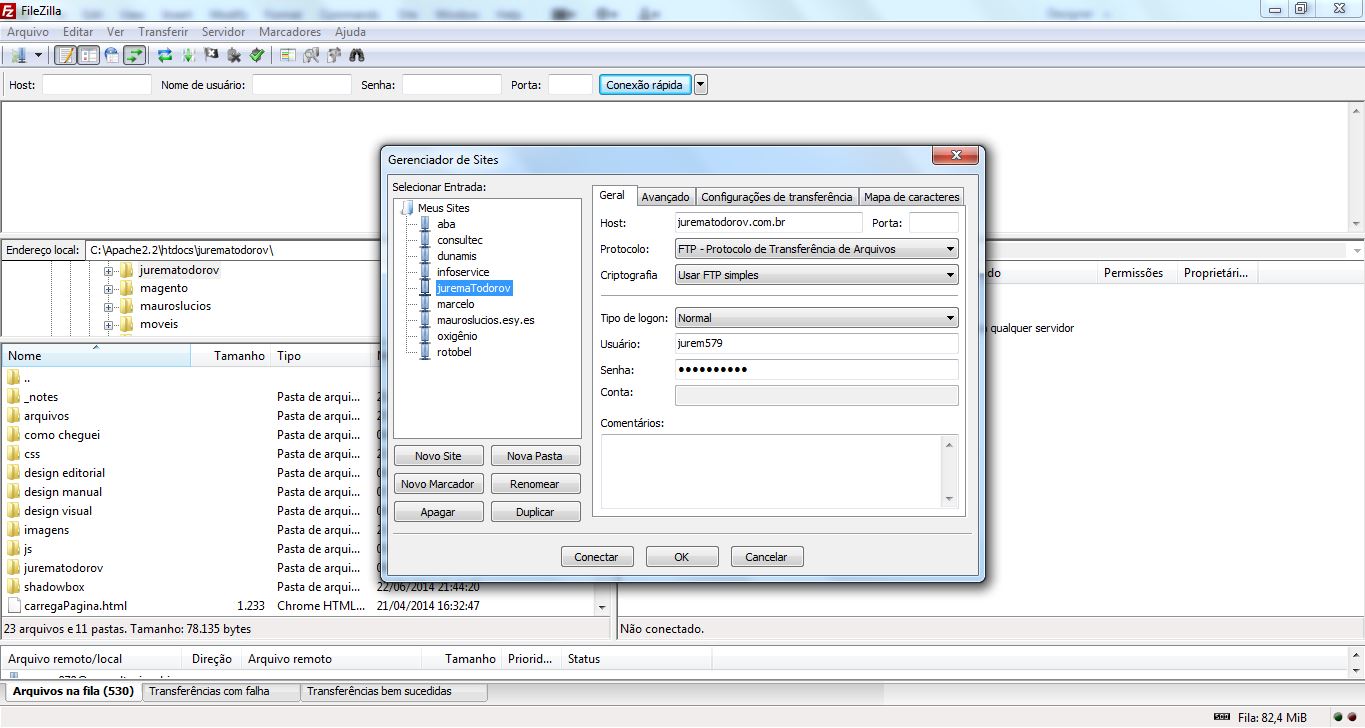 FileZilla
Arquivo Editar Ver Transferir Servidor Marcadores Ajuda
Host: Nome de usuário: Senha: Porta: Conexão rápida
Gerenciador de Sites
Selecionar Entrada:
Meus Sites
aba
consultec
dunamis
infoservice
juremaTodorov
marcelo
mauroslucios.esy.es
oxigênio
rotobel
Novo Site Nova Pasta
Novo Marcador Renomear
Apagar Duplicar
Geral Avançado Configurações de transferência Mapa de caracteres
Host: jurematodorov.com.br Porta:
Protocolo: FTP - Protocolo de Transferência de Arquivos
Criptografia Usar FTP simples
Tipo de logon: Normal
Usuário: jurem579
Senha: ●●●●●●●●●●
Conta:
Comentários:
Conectar OK Cancelar
Endereço local: C:\Apache2.2\htdocs\jurematodorov\
jurematodorov
magento
mauroslucios
moveis
Nome Tamanho Tipo
..
_notes Pasta de arqui...
arquivos Pasta de arqui...
como cheguei Pasta de arqui...
css Pasta de arqui...
design editorial Pasta de arqui...
design manual Pasta de arqui...
design visual Pasta de arqui...
imagens Pasta de arqui...
js Pasta de arqui...
jurematodorov Pasta de arqui...
shadowbox Pasta de arqui... 22/06/2014 21:44:20
carregaPagina.html 1.233 Chrome HTML... 21/04/2014 16:32:47
23 arquivos e 11 pastas. Tamanho: 78.135 bytes
do Permissões Proprietári...
qualquer servidor
Não conectado.
Arquivo remoto/local Direção Arquivo remoto Tamanho Priorid... Status
Arquivos na fila (530) Transferências com falha Transferências bem sucedidas
Fila: 82,4 MiB